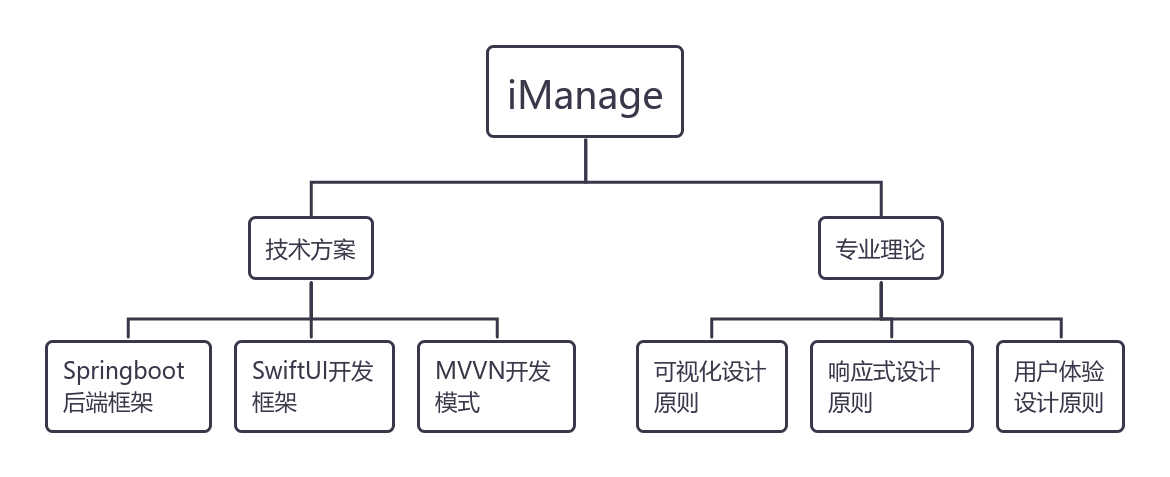 iManage
技术方案
专业理论
Springboot
后端框架
SwiftUI开发
框架
MVVN开发
模式
可视化设计
原则
响应式设计
原则
用户体验
设计原则